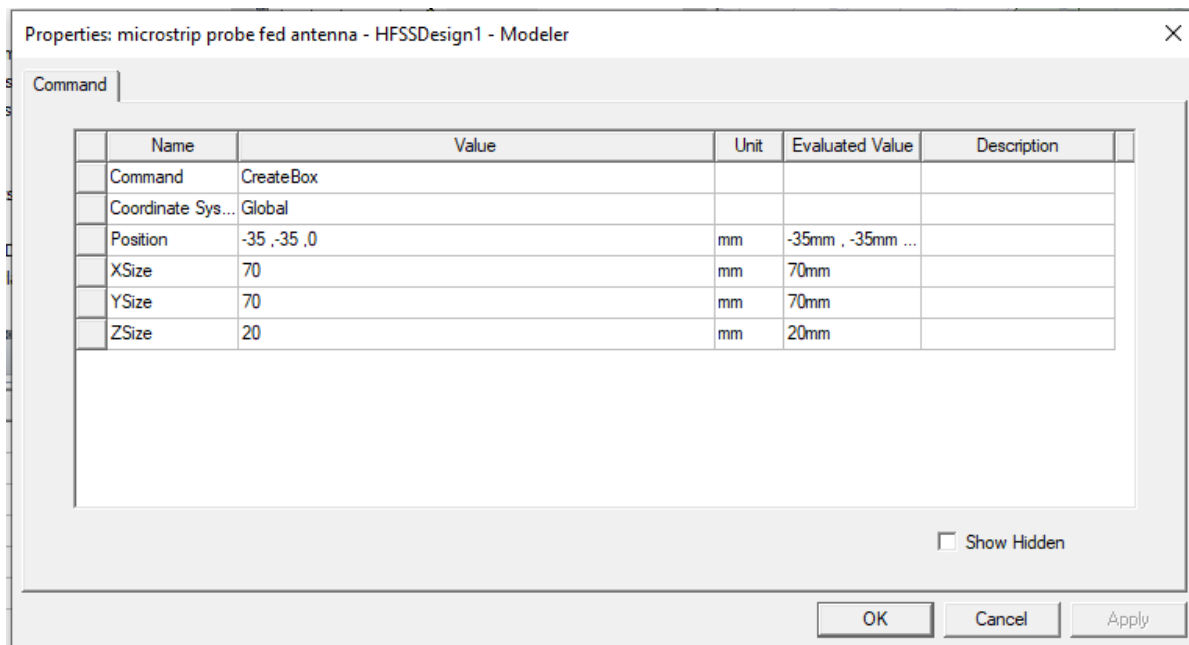 Properties: microstrip probe fed antenna - HFSSDesign1 - Modeler
Command
Name Value Unit Evaluated Value Description
Command CreateBox
Coordinate Sys... Global
Position -35 ,-35 ,0 mm -35mm , -35mm ...
XSize 70 mm 70mm
YSize 70 mm 70mm
ZSize 20 mm 20mm
Show Hidden
OK Cancel Apply